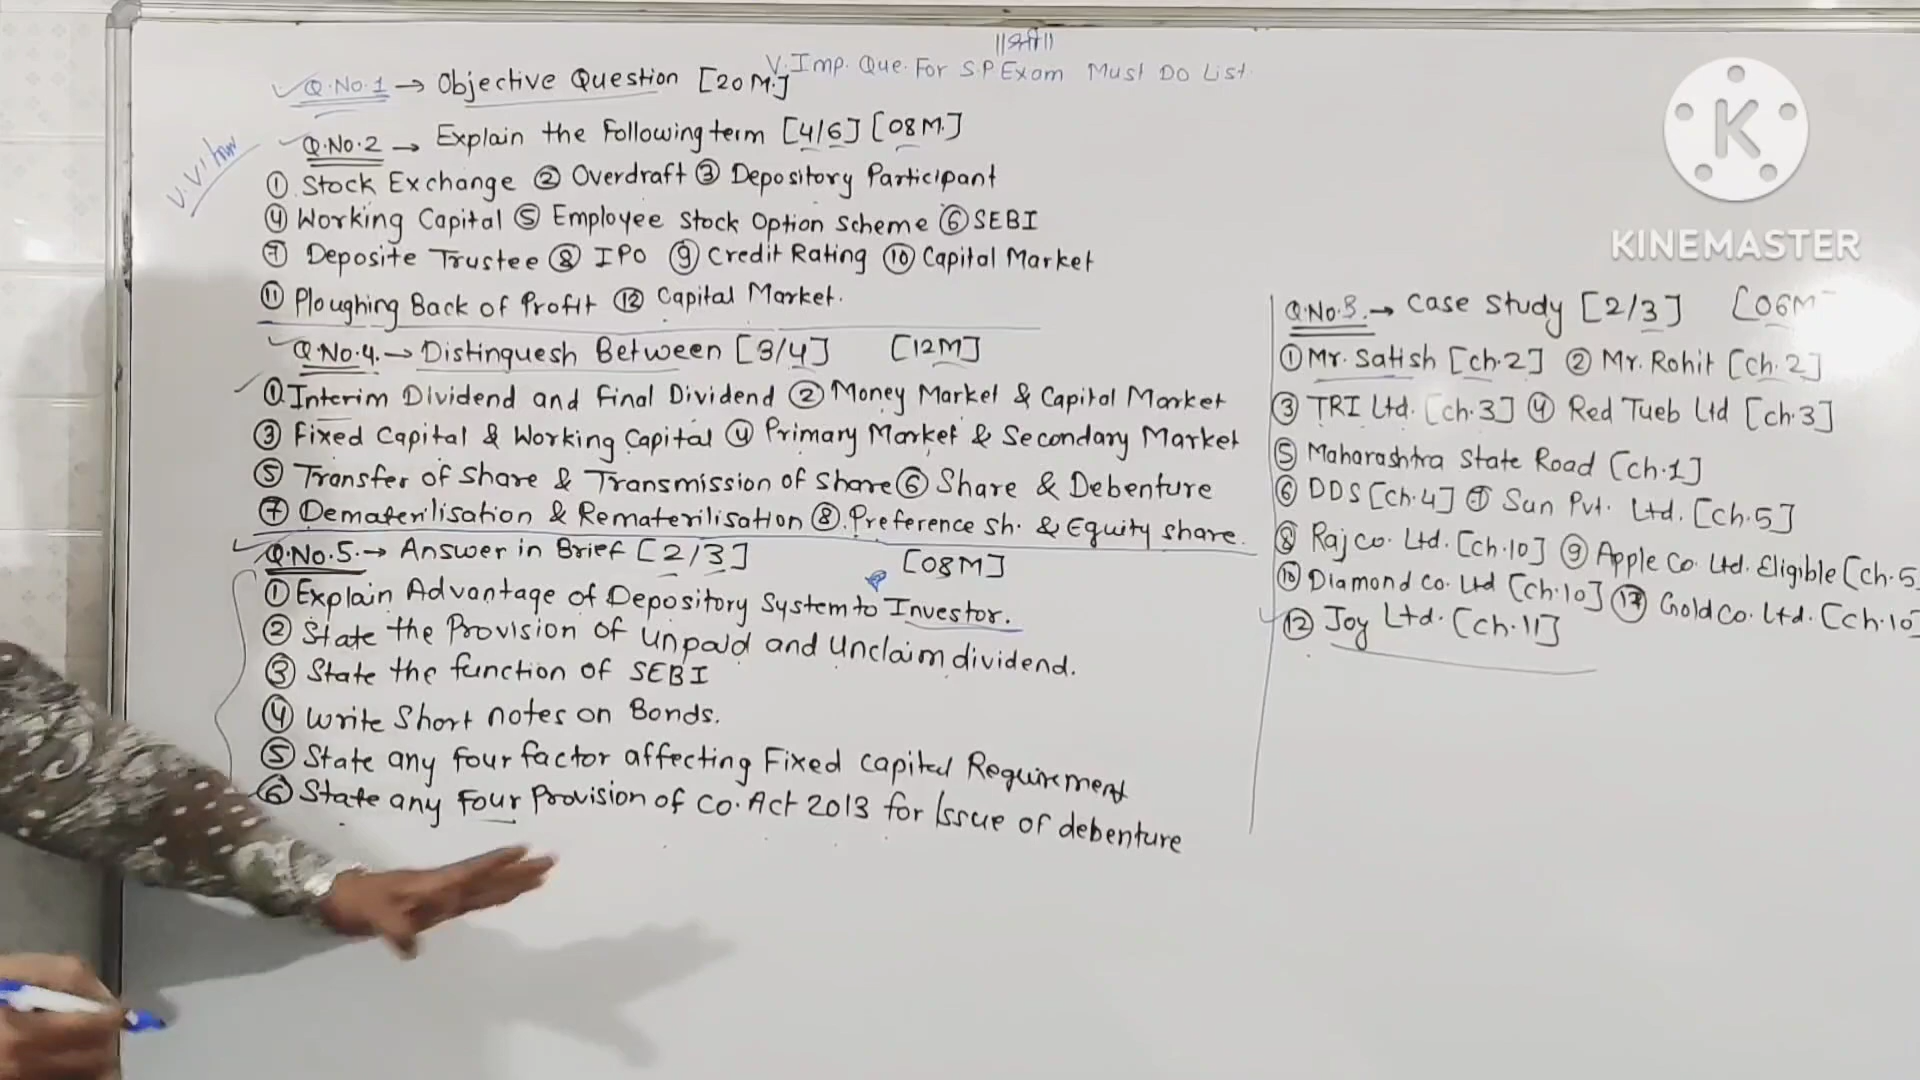 ||श्री||
V. Imp. Que. For S.P Exam Must Do List.
Q.No.1 → Objective Question [20 M.]
V.V.Imp
Q.No.2 → Explain the Following term [4/6] [08M.]
① Stock Exchange ② Overdraft ③ Depository Participant
④ Working Capital ⑤ Employee Stock Option Scheme ⑥ SEBI
⑦ Deposite Trustee ⑧ IPO ⑨ Credit Rating ⑩ Capital Market
⑪ Ploughing Back of Profit ⑫ Capital Market.
Q.No.4. → Distinquesh Between [3/4] [12M]
① Interim Dividend and Final Dividend ② Money Market & Capital Market
③ Fixed Capital & Working Capital ④ Primary Market & Secondary Market
⑤ Transfer of Share & Transmission of Share ⑥ Share & Debenture
⑦ Dematerilisation & Rematerilisation ⑧. Preference sh. & Equity share.
Q.No.5. → Answer in Brief [2/3] [08M]
① Explain Advantage of Depository System to Investor.
② State the Provision of Unpaid and Unclaim dividend.
③ State the function of SEBI
④ Write Short notes on Bonds.
⑤ State any four factor affecting Fixed capital Requirement
⑥ State any Four Provision of Co. Act 2013 for Issue of debenture
KINEMASTER
Q.No.3. → Case Study [2/3] [06M
① Mr. Satish [ch.2] ② Mr. Rohit [ch.2]
③ TRI Ltd. [ch.3] ④ Red Tueb Ltd [ch.3]
⑤ Maharashtra State Road [ch.1]
⑥ DDS [ch.4] ⑦ Sun Pvt. Ltd. [ch.5]
⑧ Raj co. Ltd. [ch.10] ⑨ Apple Co. Ltd. Eligible [ch.5
⑩ Diamond Co. Ltd [ch.10] Gold Co. Ltd. [ch.10]
⑫ Joy Ltd. [ch.11]